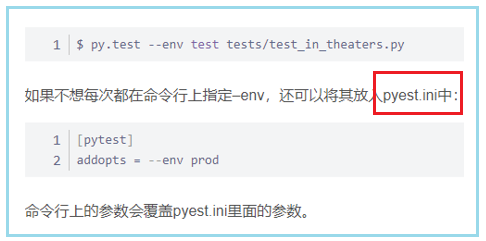 1 $ py.test --env test tests/test_in_theaters.py
如果不想每次都在命令行上指定–env，还可以将其放入pyest.ini中：
1 [pytest]
2 addopts = --env prod
命令行上的参数会覆盖pyest.ini里面的参数。